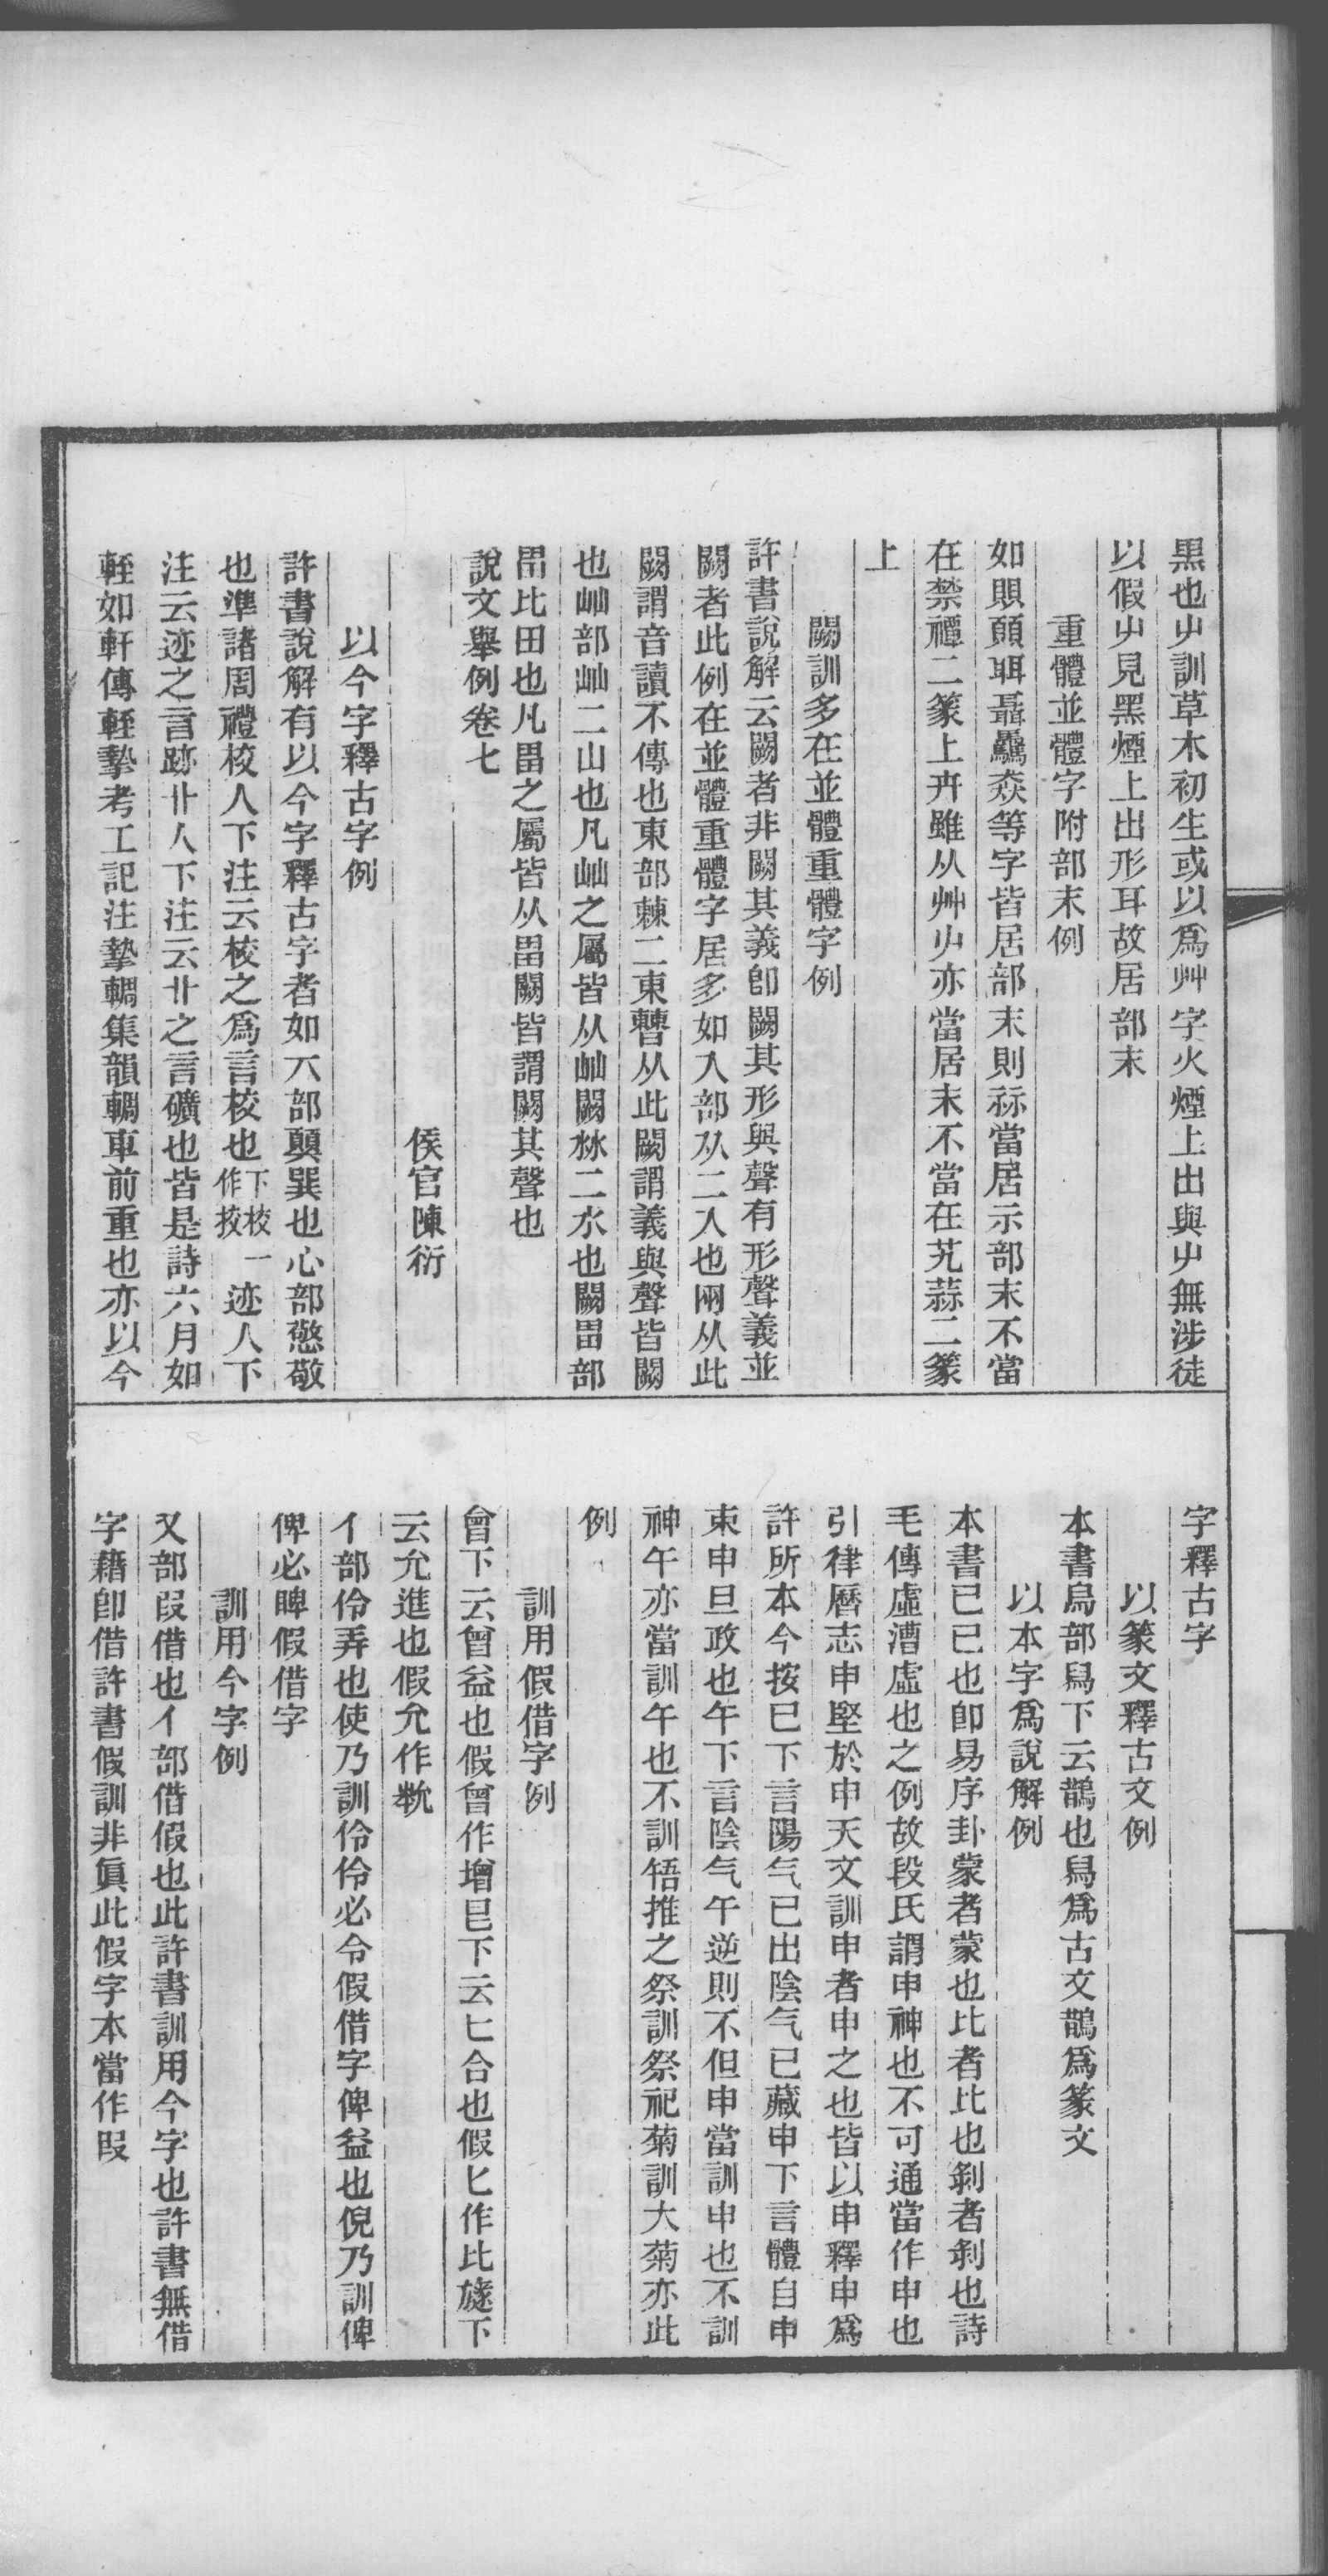 黒也屮訓草木初生或以爲艸字火煙上出與屮無涉徒
以假屮見黑煙上出形耳故居部末
重體並體字附部末例
如賏䫀聑聶驫猋等字皆居部末則祘當居示部末不當
在禁禫二篆上卉雖从艸屮亦當居末不當在艽蒜二篆
上
闕訓多在並體重體字例
許書說解云闕者非闕其義卽闕其形與聲有形聲義並
闕者此例在並體重體字居多如入部㒰二入也兩从此
闕謂音讀不傳也東部棘二東㯥从此闕謂義與聲皆闕
也屾部屾二山也凡屾之屬皆从屾闕沝二水也闕畕部
畕比田也凡畕之屬皆从畕闕皆謂闕其聲也
說文舉例卷七
侯官陳衍
以今字釋古字例
許書說解有以今字釋古字者如丌部顨巽也心部憼敬
也準諸周禮校人下注云校之爲言校也下校一作挍迹人下
注云迹之言跡卝人下注云卝之言礦也皆是詩六月如
輊如軒傳輊摯考工記注摯輖集韻輖車前重也亦以今
字釋古字
以篆文釋古文例
本書烏部舄下云䧿也舄爲古文䧿爲篆文
以本字爲說解例
本書巳巳也卽易序卦蒙者蒙也比者比也剝者剝也詩
毛傳虛漕虛也之例故段氏謂申神也不可通當作申也
引律曆志申堅於申天文訓申者申之也皆以申釋申爲
許所本今按巳下言陽气巳出陰气巳藏申下言體自申
束申旦政也午下言陰气午逆則不但申當訓申也不訓
神午亦當訓午也不訓啎推之祭訓祭祀菊訓大菊亦此
例
訓用假借字例
曾下云曾益也假曾作增皀下云匕合也假匕作比㒸下
云允進也假允作㽙
亻部伶弄也使乃訓伶伶必令假借字俾益也倪乃訓俾
俾必睥假借字
訓用今字例
又部叚借也亻部借假也此許書訓用今字也許書無借
字藉卽借許書假訓非眞此假字本當作叚